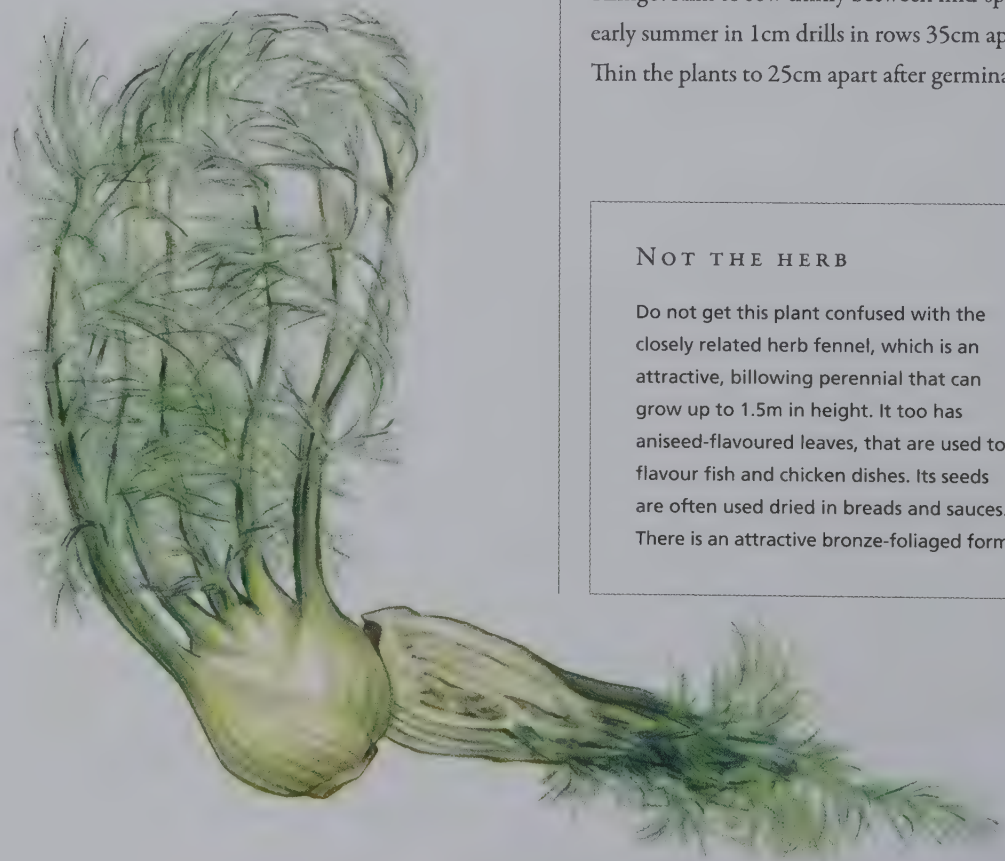 early summer in 1cm drills in rows 35cm
Thin the plants to 25cm apart after
NOT THE HERB
Do not get this plant confused with the
closely related herb fennel, which is an
attractive, billowing perennial that can
grow up to 1.5m in height. It too has
aniseed-flavoured leaves, that are used to
flavour fish and chicken dishes. Its seeds
are often used dried in breads and sauces.
There is an attractive bronze-foliaged form